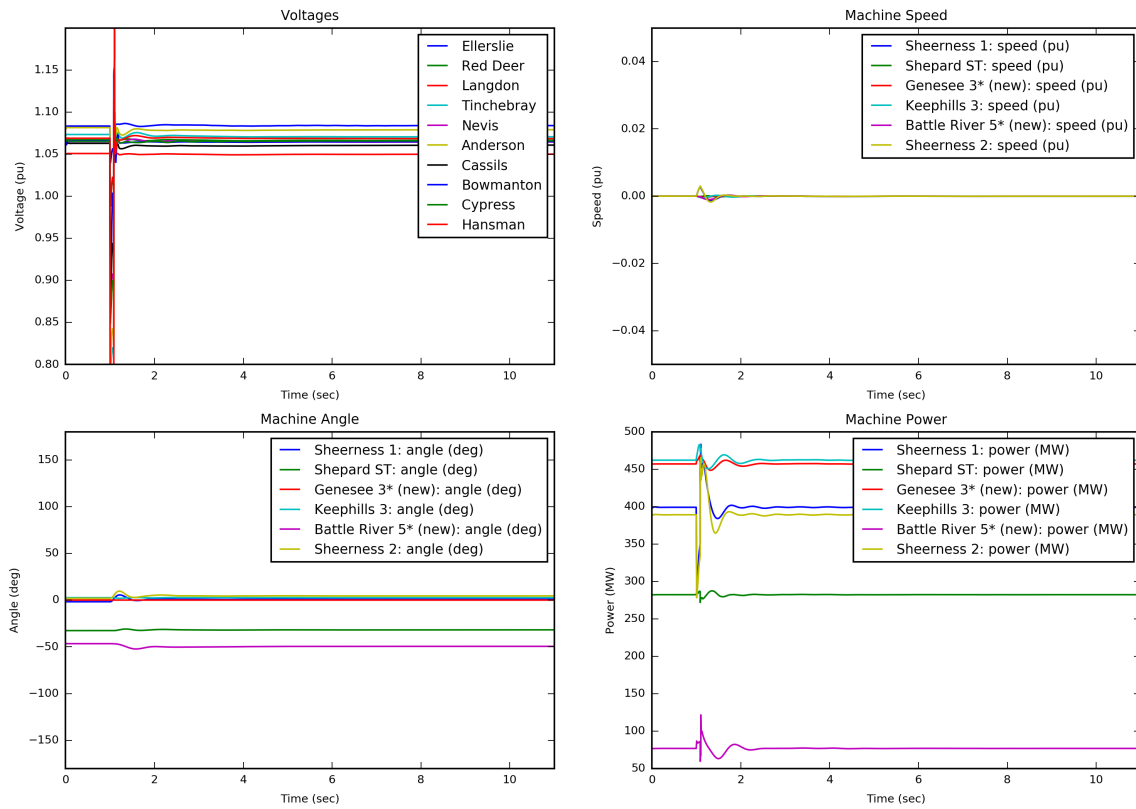 Voltages
1.15
1.10
1.05
1.00
0.95
0.90
0.85
0.80
Voltage (pu)
Ellerslie
Red Deer
Langdon
Tinchebray
Nevis
Anderson
Cassils
Bowmanton
Cypress
Hansman
0 2 4 6 8 10
Time (sec)
Machine Speed
0.04
0.02
0.00
−0.02
−0.04
Speed (pu)
Sheerness 1: speed (pu)
Shepard ST: speed (pu)
Genesee 3* (new): speed (pu)
Keephills 3: speed (pu)
Battle River 5* (new): speed (pu)
Sheerness 2: speed (pu)
0 2 4 6 8 10
Time (sec)
Machine Angle
150
100
50
0
−50
−100
−150
Angle (deg)
Sheerness 1: angle (deg)
Shepard ST: angle (deg)
Genesee 3* (new): angle (deg)
Keephills 3: angle (deg)
Battle River 5* (new): angle (deg)
Sheerness 2: angle (deg)
0 2 4 6 8 10
Time (sec)
Machine Power
500
450
400
350
300
250
200
150
100
50
Power (MW)
Sheerness 1: power (MW)
Shepard ST: power (MW)
Genesee 3* (new): power (MW)
Keephills 3: power (MW)
Battle River 5* (new): power (MW)
Sheerness 2: power (MW)
0 2 4 6 8 10
Time (sec)